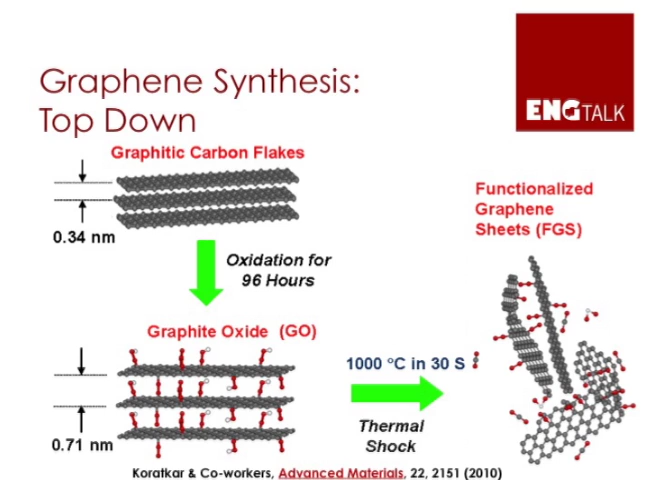 Graphene Synthesis:
Top Down
ENGTALK
Graphitic Carbon Flakes
0.34 nm
Oxidation for
96 Hours
Graphite Oxide (GO)
0.71 nm
1000 °C in 30 S
Thermal
Shock
Functionalized
Graphene
Sheets (FGS)
Koratkar & Co-workers, Advanced Materials, 22, 2151 (2010)